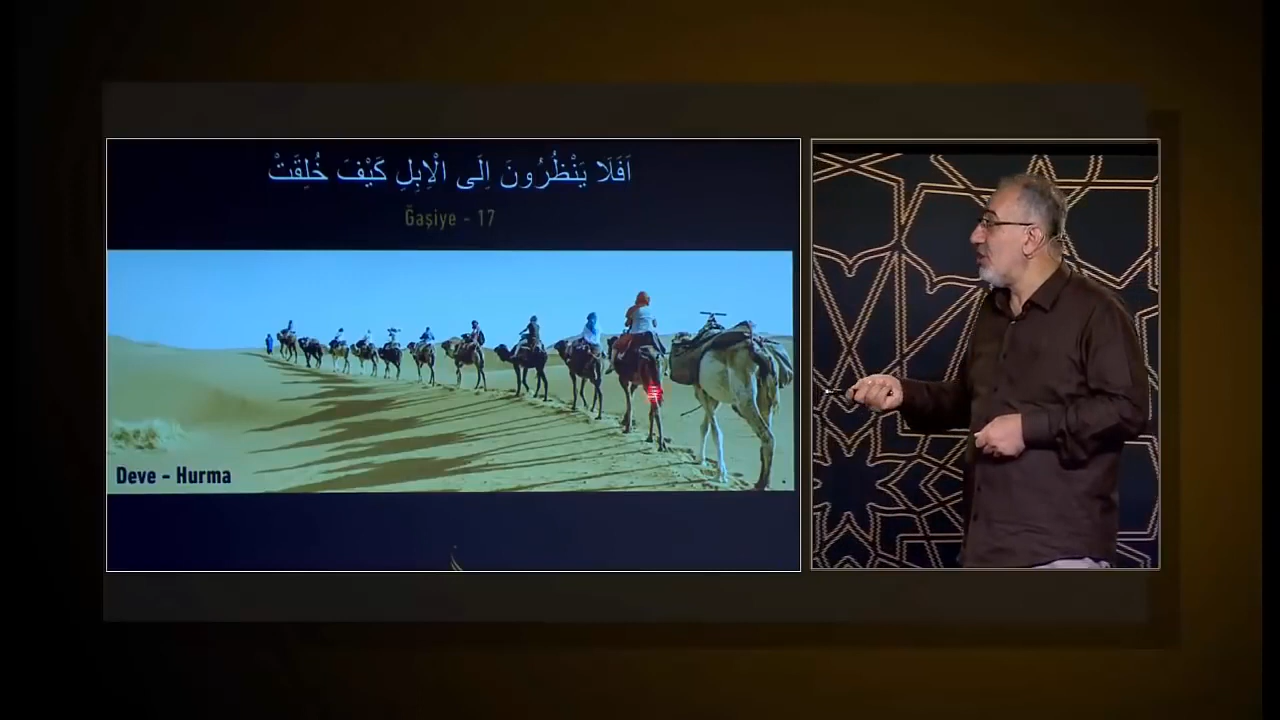 اَفَلَا يَنْظُرُونَ اِلَى الْاِبِلِ كَيْفَ خُلِقَتْ
Ğaşiye - 17
Deve - Hurma